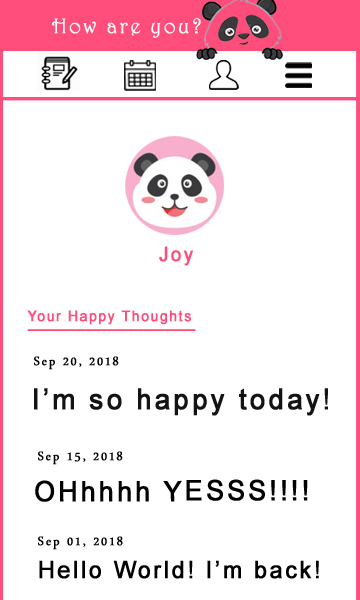 How are you?
Joy
Your Happy Thoughts
Sep 20, 2018
I'm so happy today!
Sep 15, 2018
OHhhhh YESSS!!!!
Sep 01, 2018
Hello World! I'm back!